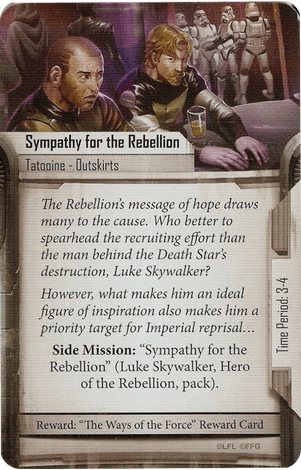 Sympathy for the Rebellion
Tatooine - Outskirts
The Rebellion's message of hope draws
many to the cause. Who better to
spearhead the recruiting effort than
the man behind the Death Star's
destruction, Luke Skywalker?
However, what makes him an ideal
figure of inspiration also makes him a
priority target for Imperial reprisal…
Side Mission: "Sympathy for the
Rebellion" (Luke Skywalker, Hero
of the Rebellion, pack).
Time Period: 3-4
Reward: "The Ways of the Force" Reward Card
©LFL ©FFG